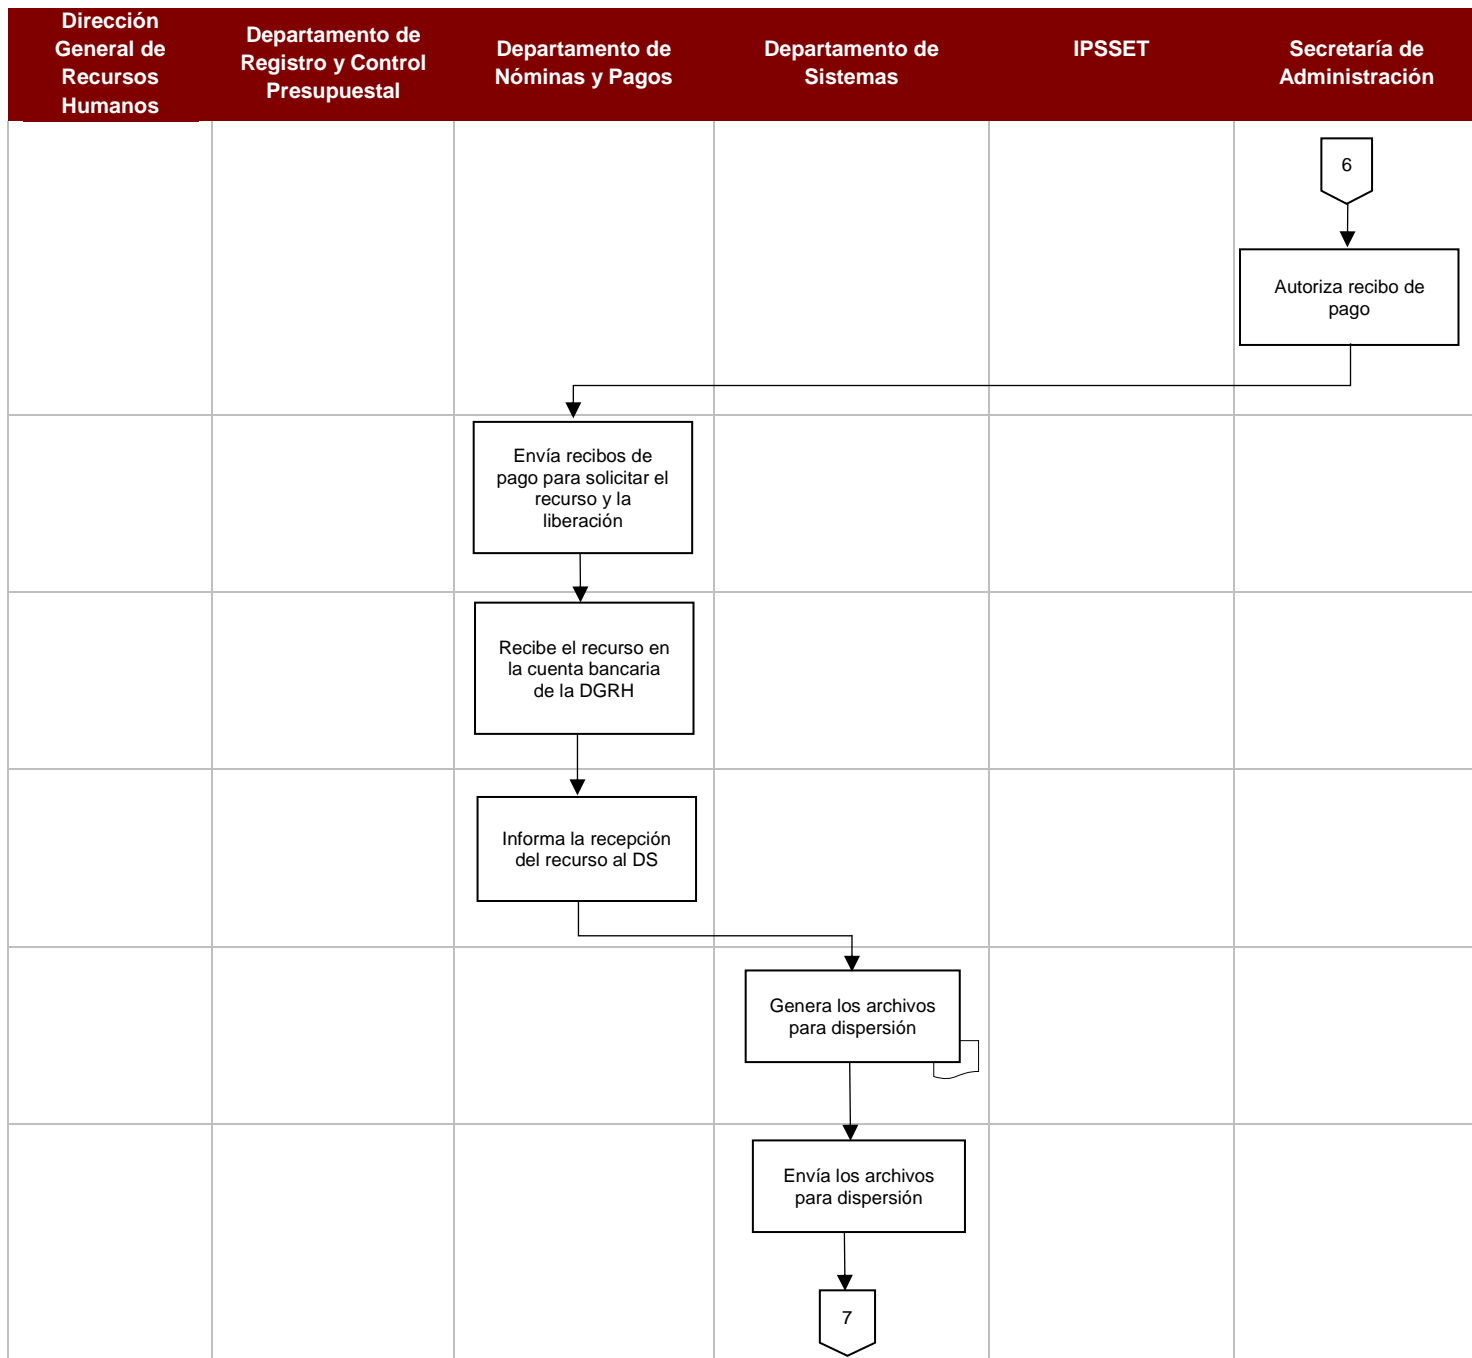 Dirección
General de
Recursos
Humanos
Departamento de
Registro y Control
Presupuestal
Departamento de
Nóminas y Pagos
Departamento de
Sistemas
IPSSET
Secretaría de
Administración
6
Autoriza recibo de
pago
Envía recibos de
pago para solicitar el
recurso y la
liberación
Recibe el recurso en
la cuenta bancaria
de la DGRH
Informa la recepción
del recurso al DS
Genera los archivos
para dispersión
Envía los archivos
para dispersión
7